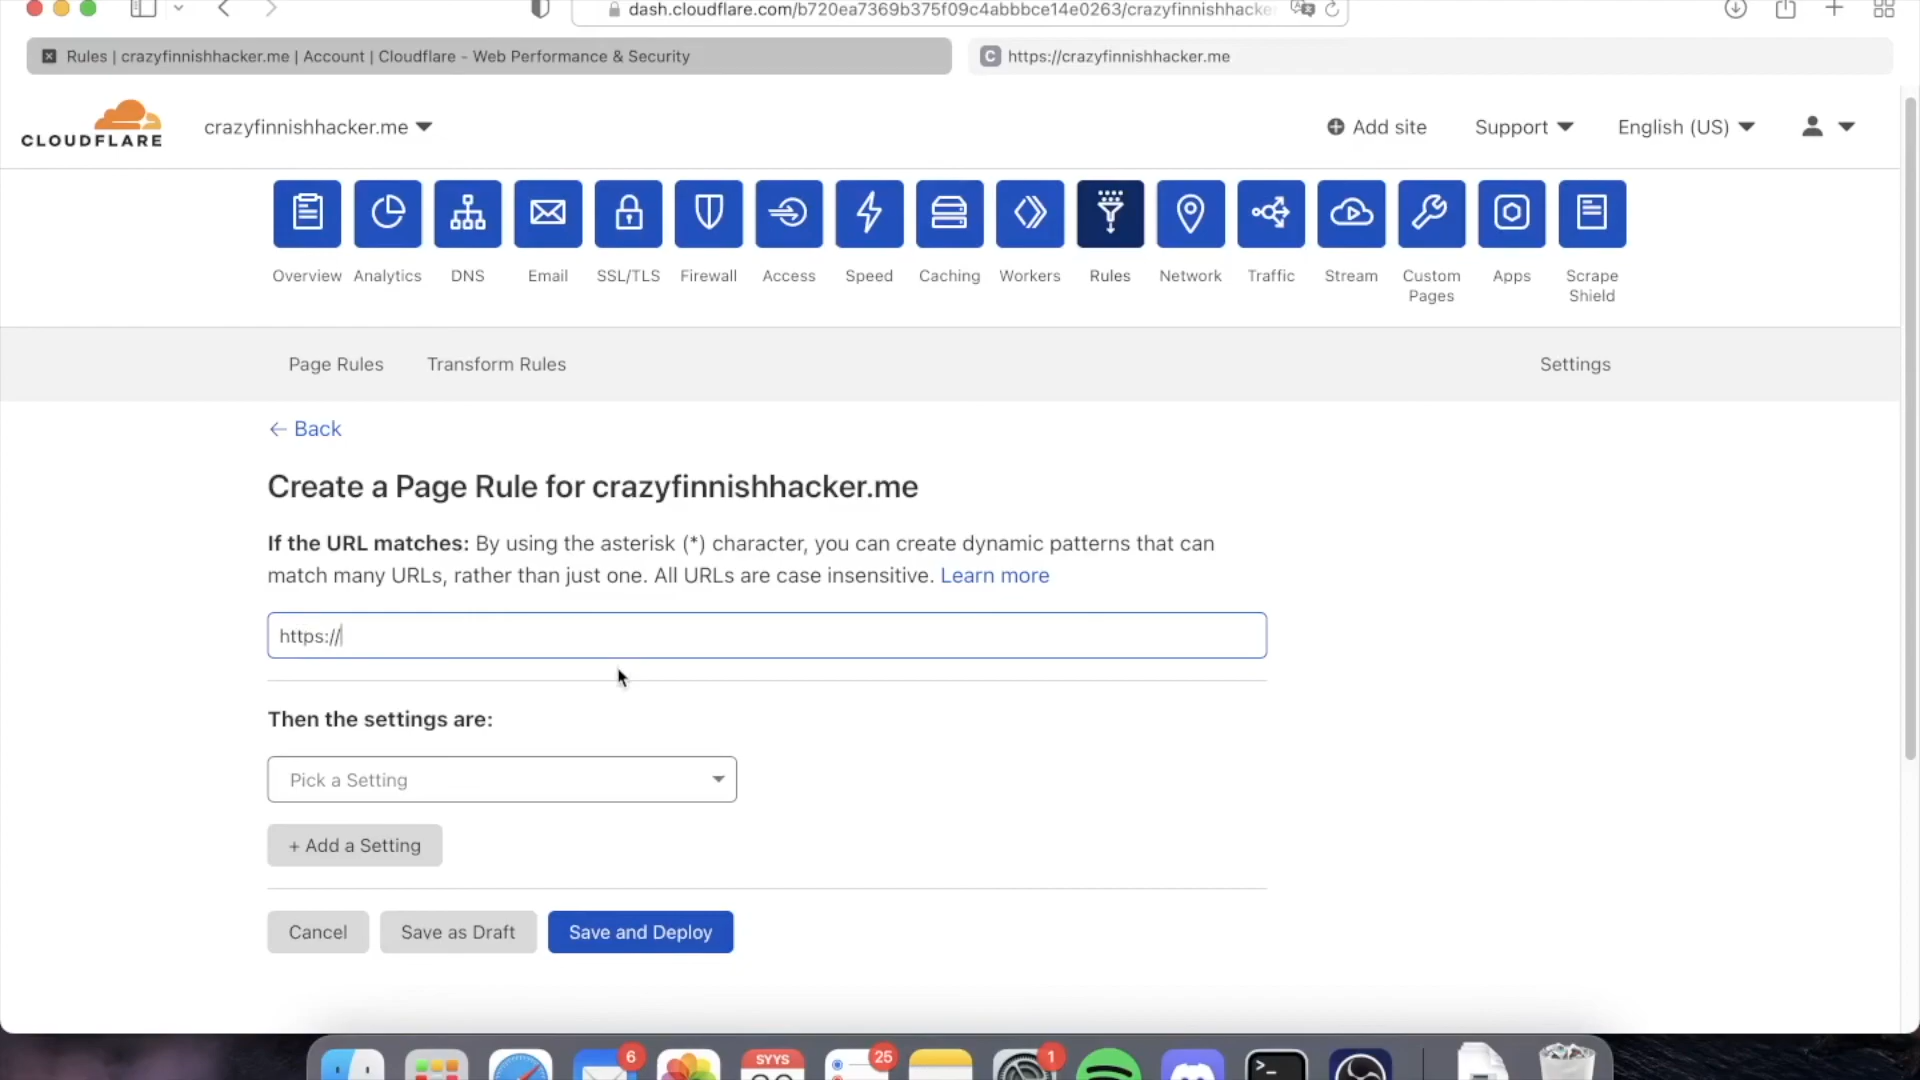 dash.cloudflare.com/b720ea7369b375f09c4abbbce14e0263/crazyfinnishhacke
Rules | crazyfinnishhacker.me | Account | Cloudflare - Web Performance & Security
C https://crazyfinnishhacker.me
CLOUDFLARE
crazyfinnishhacker.me
Add site
Support
English (US)
Overview
Analytics
DNS
Email
SSL/TLS
Firewall
Access
Speed
Caching
Workers
Rules
Network
Traffic
Stream
Custom
Pages
Apps
Scrape
Shield
Page Rules
Transform Rules
Settings
← Back
Create a Page Rule for crazyfinnishhacker.me
If the URL matches: By using the asterisk (*) character, you can create dynamic patterns that can
match many URLs, rather than just one. All URLs are case insensitive. Learn more
https://
Then the settings are:
Pick a Setting
+ Add a Setting
Cancel
Save as Draft
Save and Deploy
6
SYYS
25
1